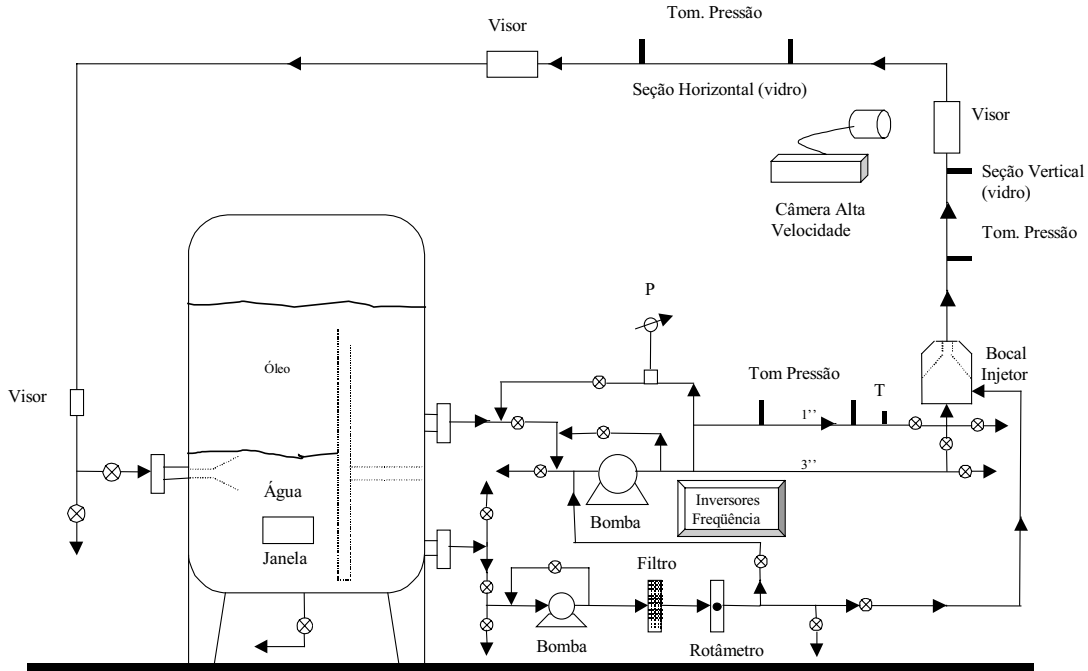 Tom. Pressão
Visor
Seção Horizontal (vidro)
Visor
Seção Vertical
(vidro)
Câmera Alta
Velocidade
Tom. Pressão
P
Óleo
Bocal
Injetor
Tom Pressão
T
Visor
1’’
3’’
Água
Inversores
Freqüência
Bomba
Janela
Filtro
Bomba
Rotâmetro